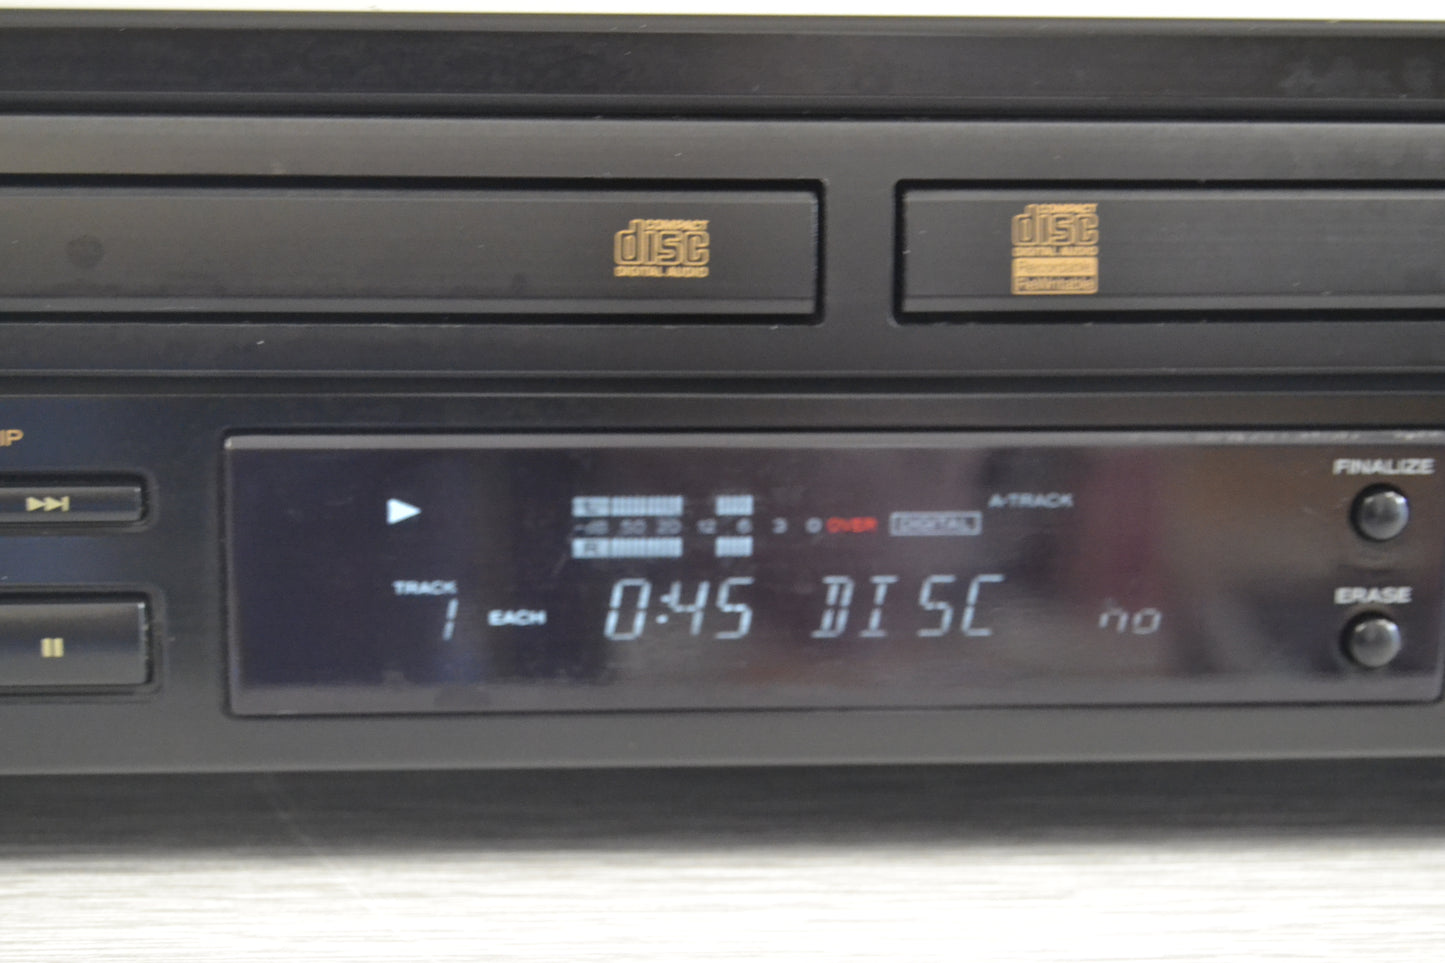 COMPACT
disc
DIGITAL AUDIO
COMPACT
disc
DIGITAL AUDIO
Recordable
ReWritable
IP
FINALIZE
L
A-TRACK
-dB 50 20 12 6 3 0 OVER DIGITAL
R
TRACK
1 EACH 0:45 DISC no
ERASE